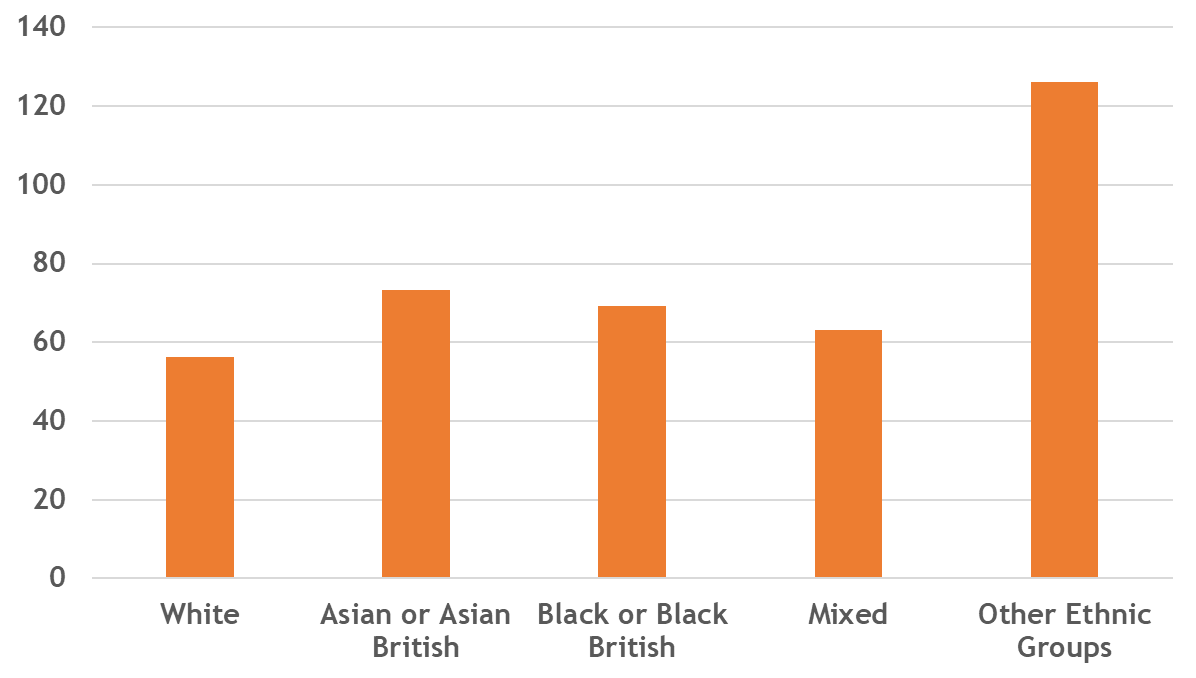 140
120
100
80
60
40
20
0
White
Asian or Asian
British
Black or Black
British
Mixed
Other Ethnic
Groups